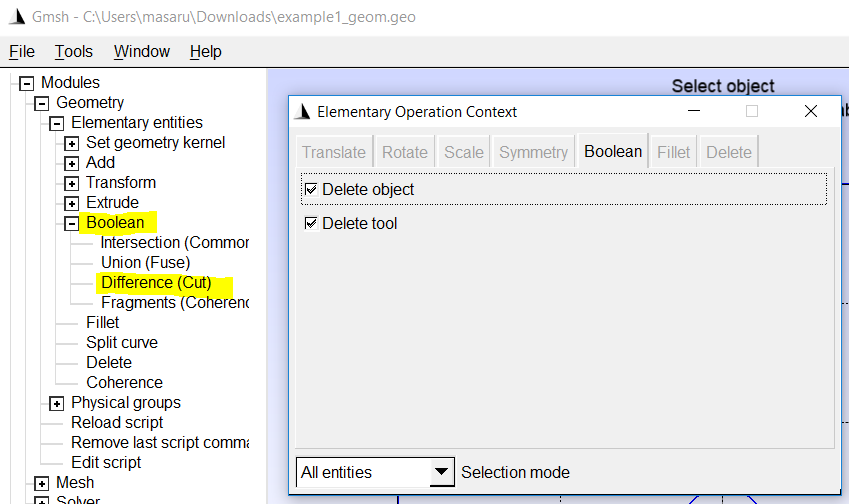 Gmsh - C:\Users\masaru\Downloads\example1_geom.geo
File Tools Window Help
Modules
Geometry
Elementary entities
Set geometry kernel
Add
Transform
Extrude
Boolean
Intersection (Common
Union (Fuse)
Difference (Cut)
Fragments (Coherenc
Fillet
Split curve
Delete
Coherence
Physical groups
Reload script
Remove last script comma
Edit script
Mesh
Solver
Select object
Elementary Operation Context
Translate Rotate Scale Symmetry Boolean Fillet Delete
Delete object
Delete tool
All entities Selection mode